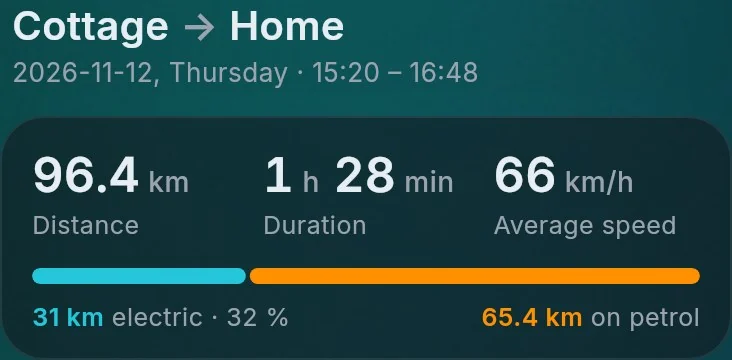 Cottage → Home
2026-11-12, Thursday · 15:20 – 16:48
96.4 km 1 h 28 min 66 km/h
Distance Duration Average speed
31 km electric · 32 % 65.4 km on petrol